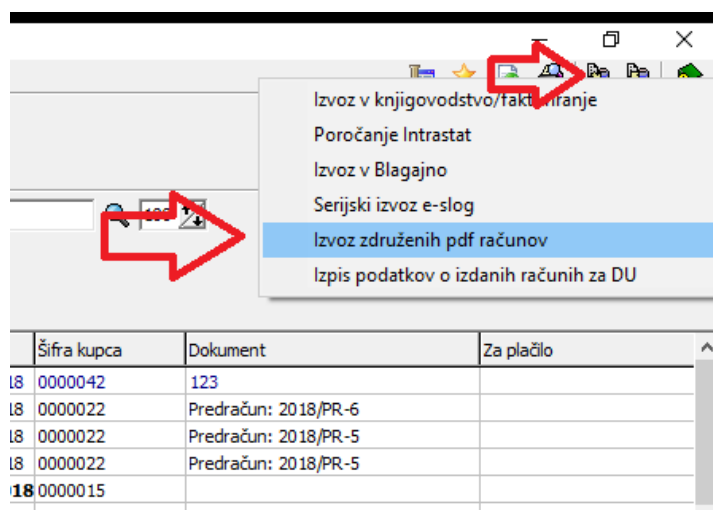 Izvoz v knjigovodstvo/fakturiranje
Poročanje Intrastat
Izvoz v Blagajno
Serijski izvoz e-slog
Izvoz združenih pdf računov
Izpis podatkov o izdanih računih za DU
Šifra kupca Dokument Za plačilo
18 0000042 123
18 0000022 Predračun: 2018/PR-6
18 0000022 Predračun: 2018/PR-5
18 0000022 Predračun: 2018/PR-5
18 0000015